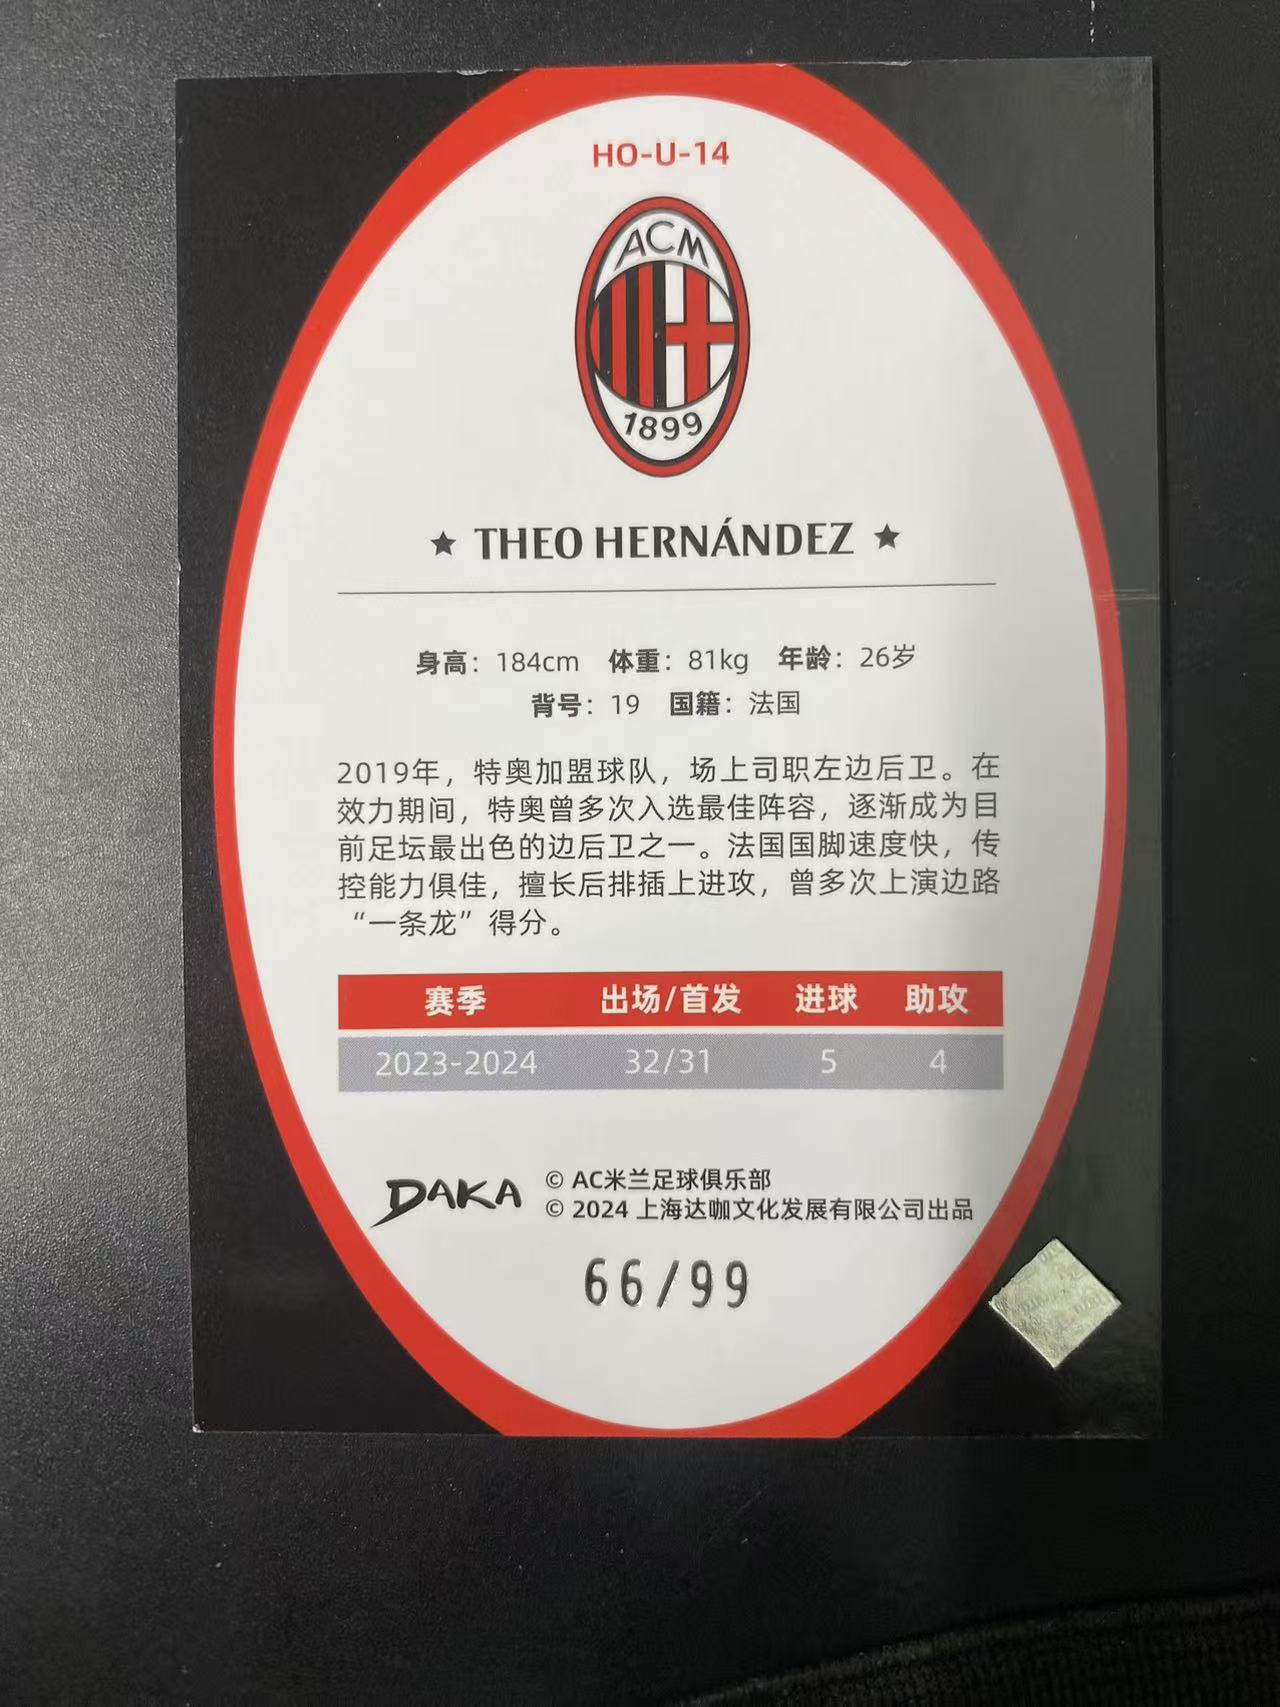 HO-U-14
ACM
1899
★ THEO HERNÁNDEZ ★
身高：184cm 体重：81kg 年龄：26岁
背号：19 国籍：法国
2019年，特奥加盟球队，场上司职左边后卫。在
效力期间，特奥曾多次入选最佳阵容，逐渐成为目
前足坛最出色的边后卫之一。法国国脚速度快，传
控能力俱佳，擅长后排插上进攻，曾多次上演边路
“一条龙”得分。
赛季 出场/首发 进球 助攻
2023-2024 32/31 5 4
DAKA © AC米兰足球俱乐部
© 2024 上海达咖文化发展有限公司出品
66/99